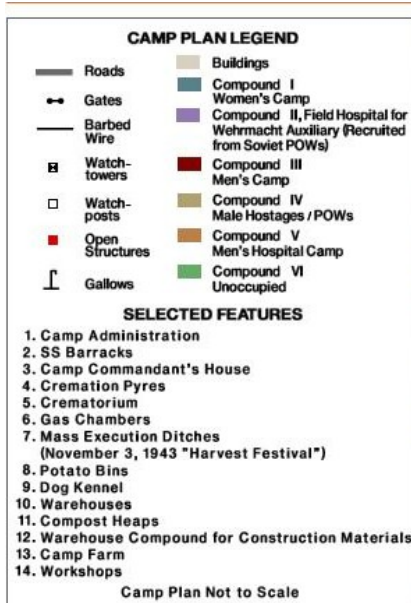 CAMP PLAN LEGEND
Roads
Gates
Barbed
Wire
Watch-
towers
Watch-
posts
Open
Structures
Gallows
Buildings
Compound I
Women's Camp
Compound II, Field Hospital for
Wehrmacht Auxiliary (Recruited
from Soviet POWs)
Compound III
Men's Camp
Compound IV
Male Hostages / POWs
Compound V
Men's Hospital Camp
Compound VI
Unoccupied
SELECTED FEATURES
1. Camp Administration
2. SS Barracks
3. Camp Commandant's House
4. Cremation Pyres
5. Crematorium
6. Gas Chambers
7. Mass Execution Ditches
(November 3, 1943 "Harvest Festival")
8. Potato Bins
9. Dog Kennel
10. Warehouses
11. Compost Heaps
12. Warehouse Compound for Construction Materials
13. Camp Farm
14. Workshops
Camp Plan Not to Scale